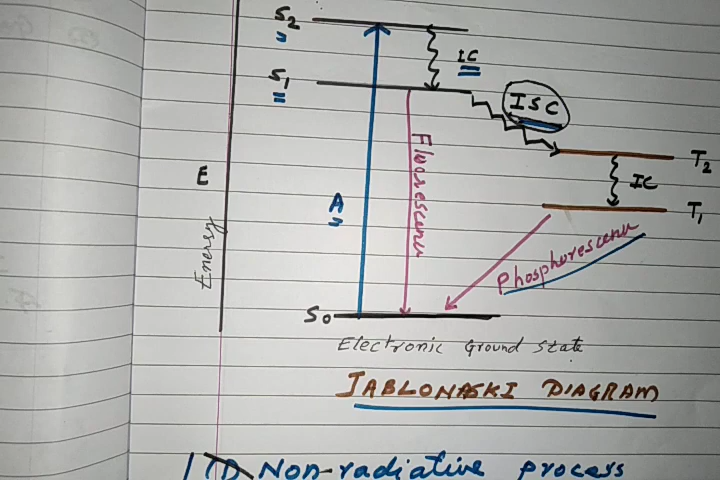 S2
IC
S1
ISC
T2
E
IC
A
Fluorescence
T1
Energy
Phosphorescence
S0
Electronic Ground State
JABLONASKI DIAGRAM
Non-radiative process